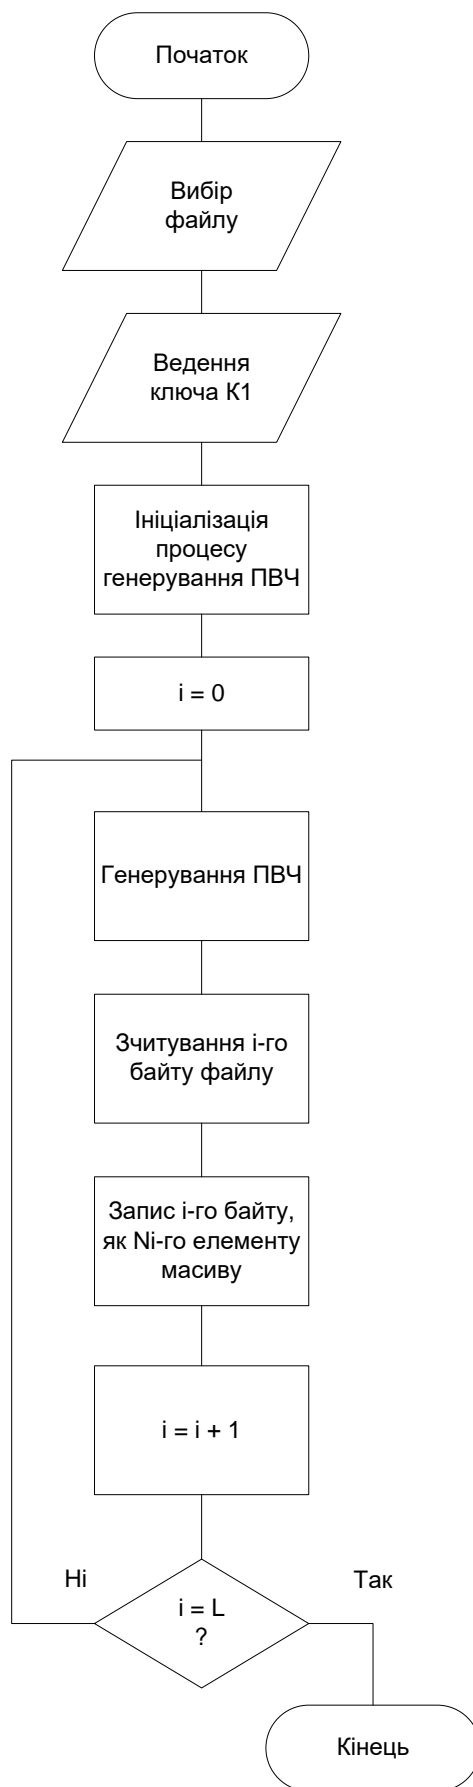 Початок
Вибір
файлу
Ведення
ключа К1
Ініціалізація
процесу
генерування ПВЧ
i = 0
Генерування ПВЧ
Зчитування і-го
байту файлу
Запис і-го байту,
як Nі-го елементу
масиву
i = i + 1
i = L
?
Ні
Так
Кінець